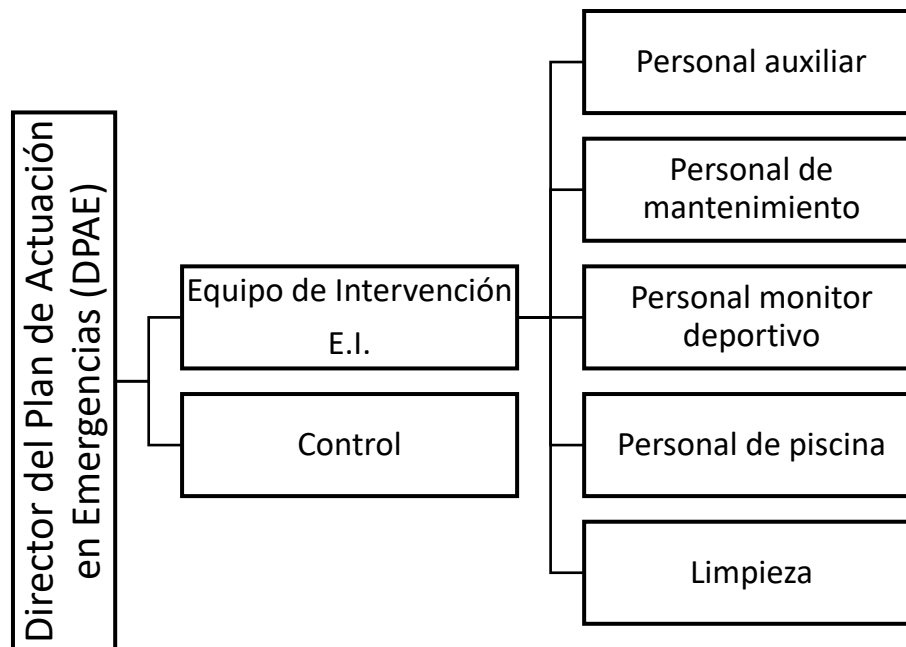 Director del Plan de Actuación
en Emergencias (DPAE)
Equipo de Intervención
E.I.
Control
Personal auxiliar
Personal de
mantenimiento
Personal monitor
deportivo
Personal de piscina
Limpieza